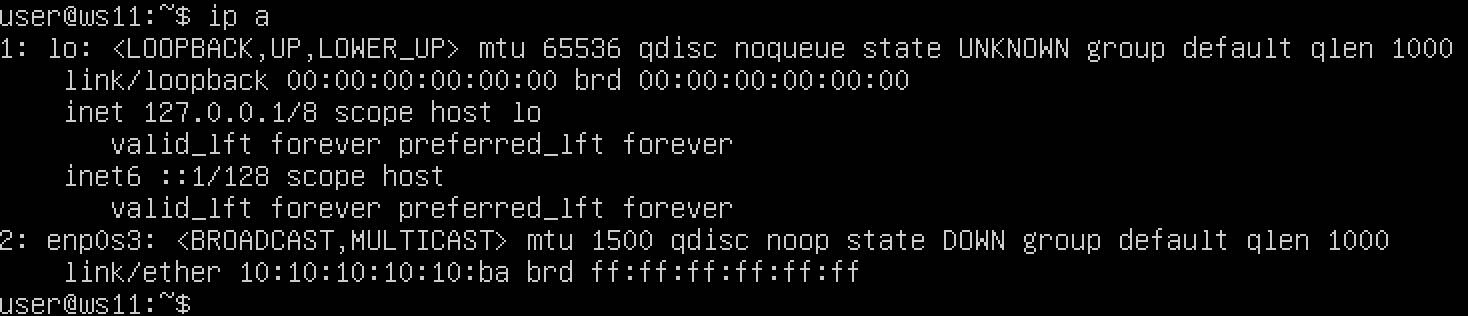 user@ws11:~$ ip a
1: lo: <LOOPBACK,UP,LOWER_UP> mtu 65536 qdisc noqueue state UNKNOWN group default qlen 1000
    link/loopback 00:00:00:00:00:00 brd 00:00:00:00:00:00
    inet 127.0.0.1/8 scope host lo
       valid_lft forever preferred_lft forever
    inet6 ::1/128 scope host
       valid_lft forever preferred_lft forever
2: enp0s3: <BROADCAST,MULTICAST> mtu 1500 qdisc noop state DOWN group default qlen 1000
    link/ether 10:10:10:10:10:ba brd ff:ff:ff:ff:ff:ff
user@ws11:~$